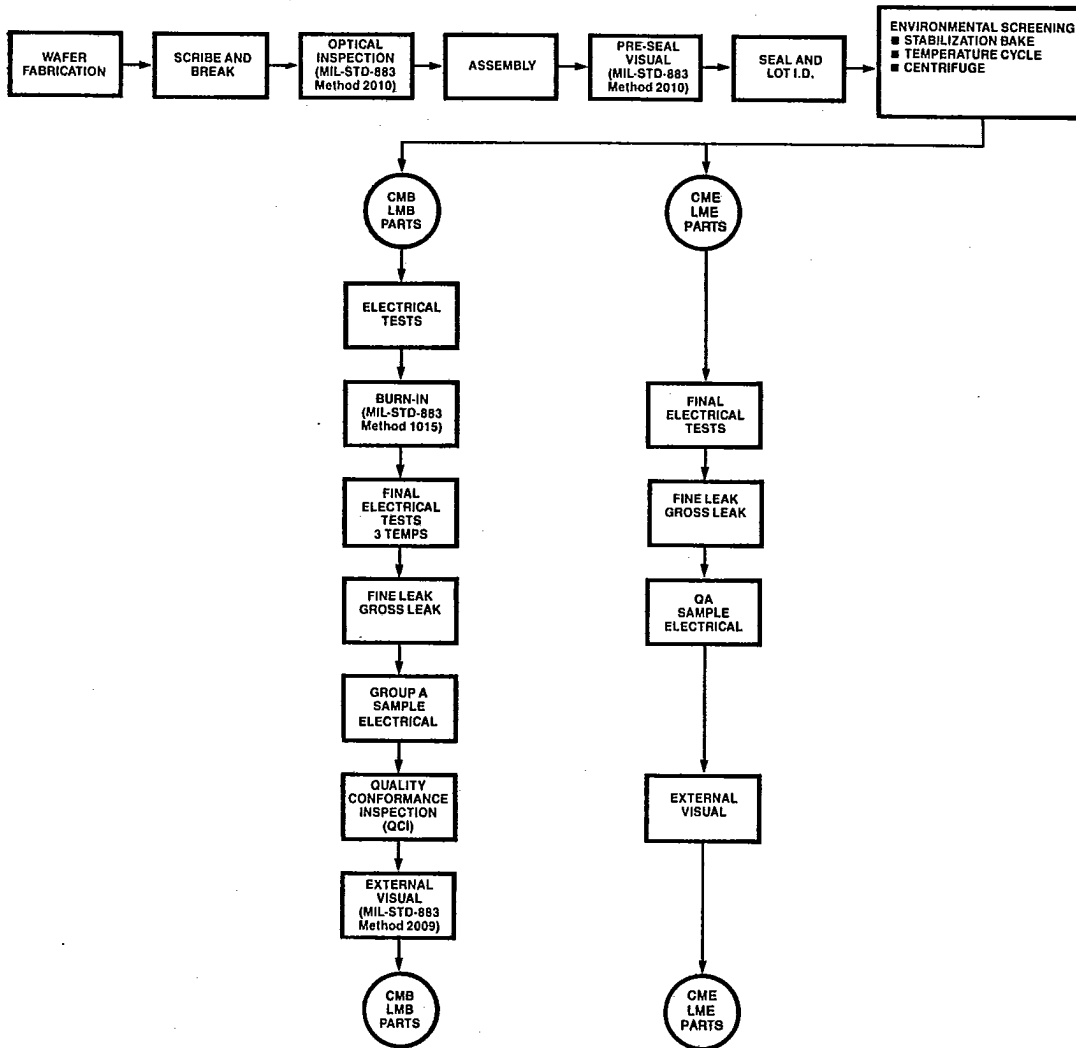 WAFER
FABRICATION
SCRIBE AND
BREAK
OPTICAL
INSPECTION
(MIL-STD-883
Method 2010)
ASSEMBLY
PRE-SEAL
VISUAL
(MIL-STD-883
Method 2010)
SEAL AND
LOT I.D.
ENVIRONMENTAL SCREENING
■ STABILIZATION BAKE
■ TEMPERATURE CYCLE
■ CENTRIFUGE
CMB
LMB
PARTS
ELECTRICAL
TESTS
BURN-IN
(MIL-STD-883
Method 1015)
FINAL
ELECTRICAL
TESTS
3 TEMPS
FINE LEAK
GROSS LEAK
GROUP A
SAMPLE
ELECTRICAL
QUALITY
CONFORMANCE
INSPECTION
(QCI)
EXTERNAL
VISUAL
(MIL-STD-883
Method 2009)
CMB
LMB
PARTS
CME
LME
PARTS
FINAL
ELECTRICAL
TESTS
FINE LEAK
GROSS LEAK
QA
SAMPLE
ELECTRICAL
EXTERNAL
VISUAL
CME
LME
PARTS